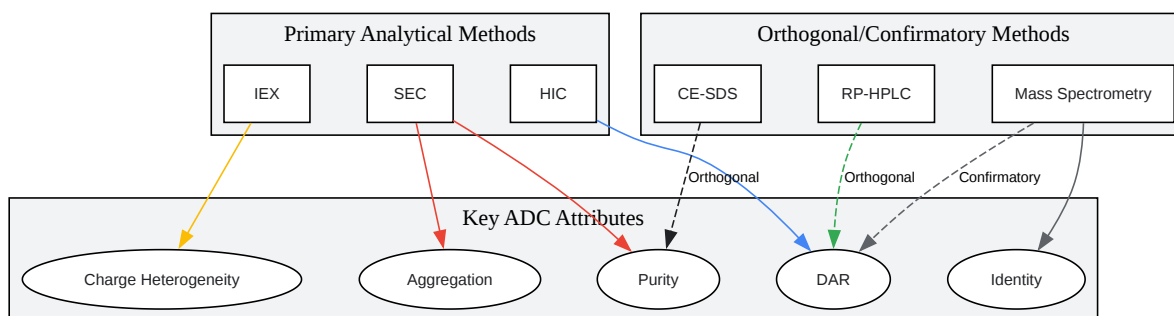 Primary Analytical Methods
Orthogonal/Confirmatory Methods
IEX
SEC
HIC
CE-SDS
RP-HPLC
Mass Spectrometry
Orthogonal
Orthogonal
Confirmatory
Key ADC Attributes
Charge Heterogeneity
Aggregation
Purity
DAR
Identity